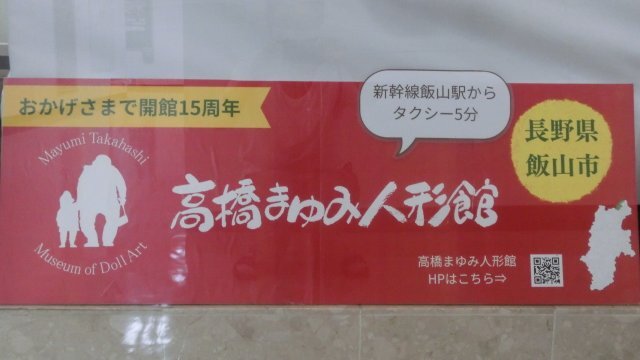 おかげさまで開館15周年
新幹線飯山駅から
タクシー5分
長野県
飯山市
Mayumi Takahashi
Museum of Doll Art
高橋まゆみ人形館
高橋まゆみ人形館
HPはこちら⇒